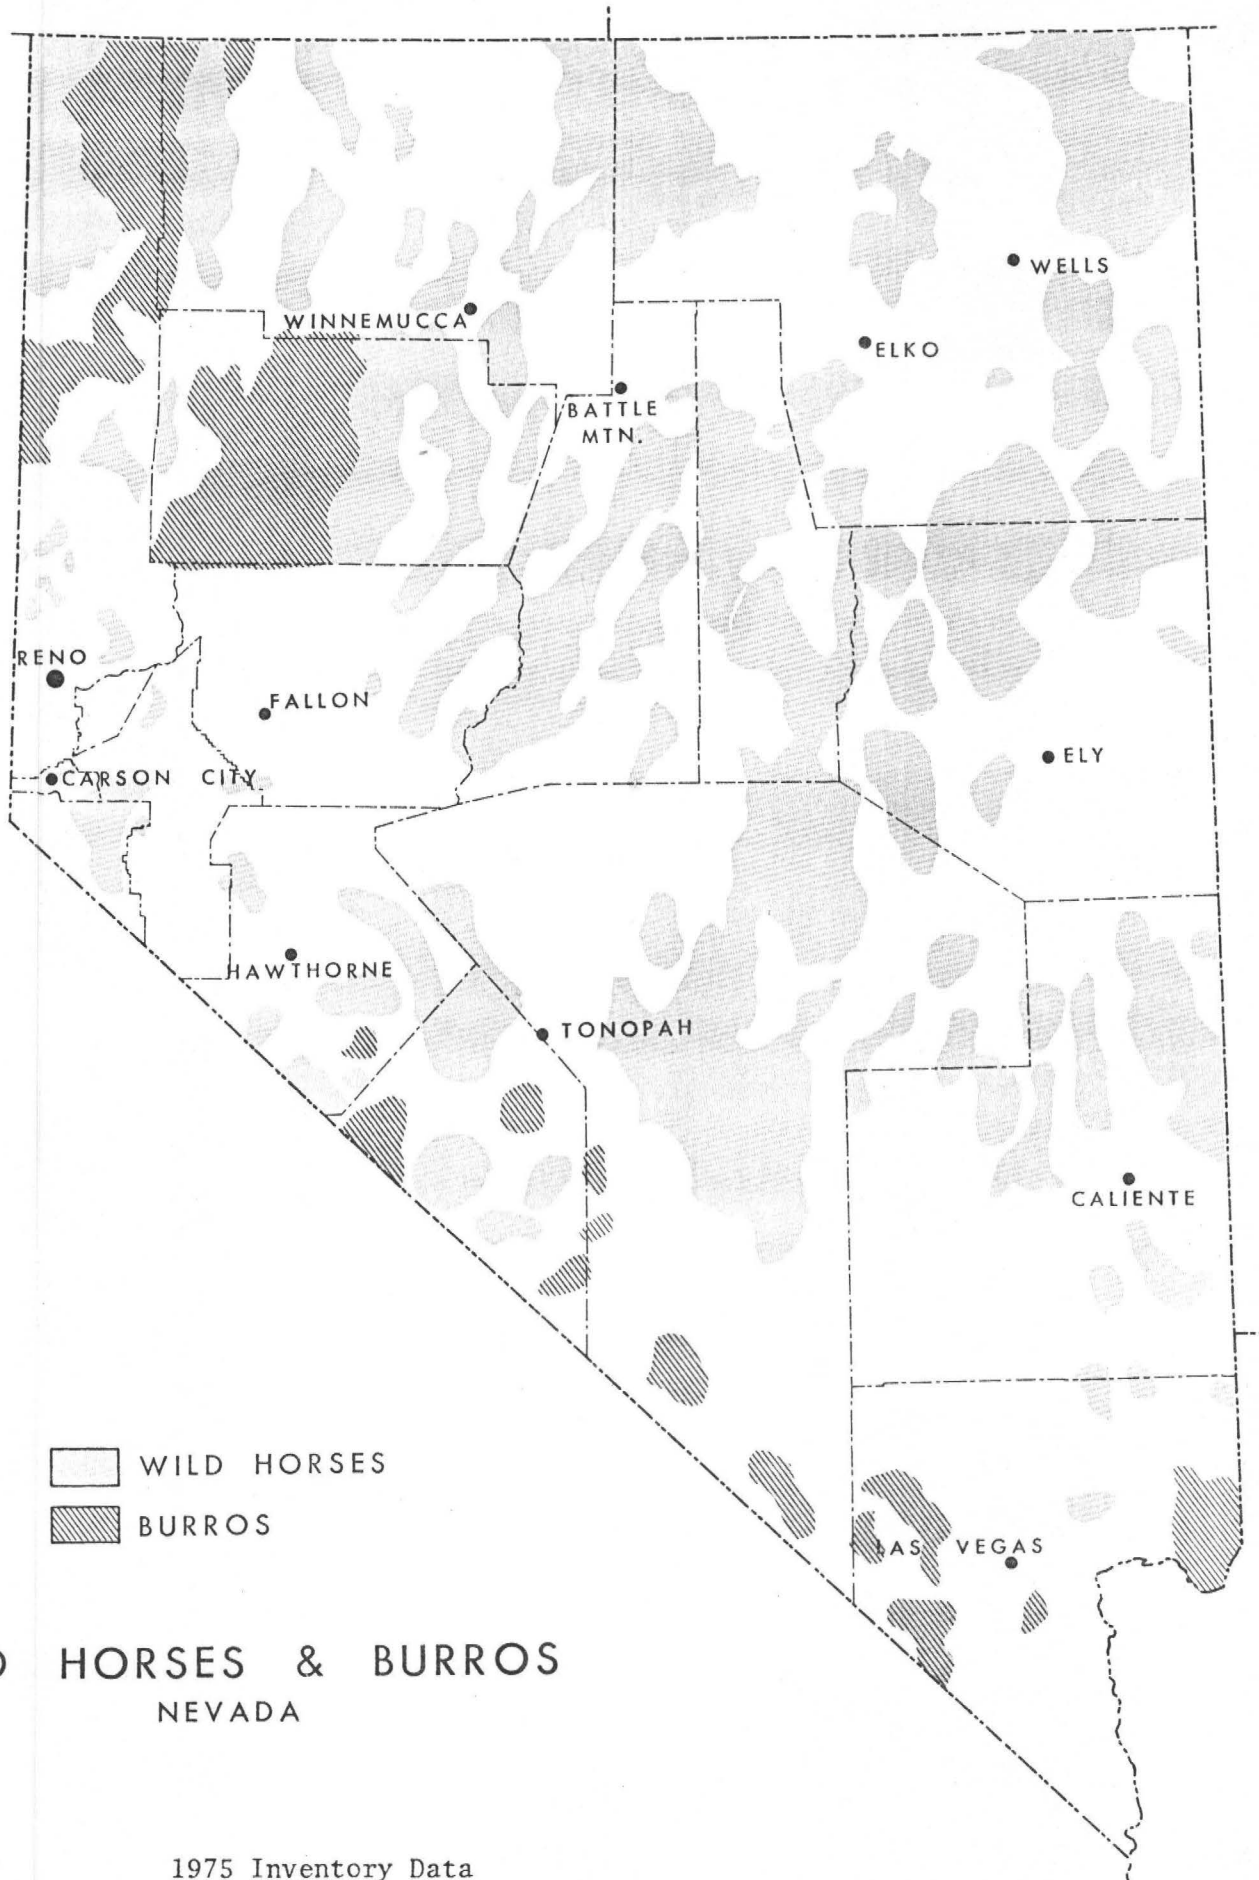 WELLS
WINNEMUCCA
ELKO
BATTLE
MTN.
RENO
FALLON
ELY
CARSON CITY
HAWTHORNE
TONOPAH
CALIENTE
WILD HORSES
BURROS
LAS VEGAS
HORSES & BURROS
NEVADA
1975 Inventory Data